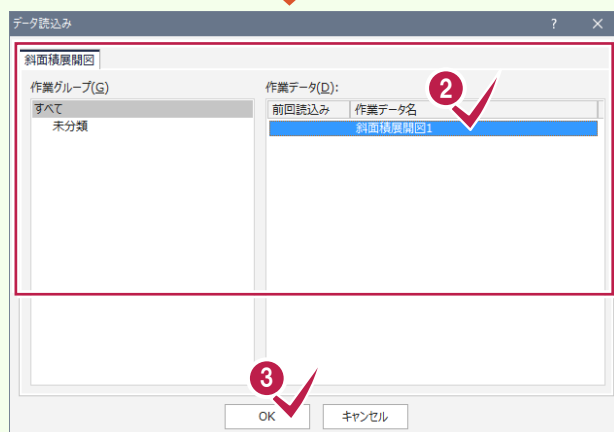 データ読込み ? ×
斜面積展開図
作業グループ(G)
すべて
未分類
作業データ(D):
前回読込み 作業データ名
斜面積展開図1
2
3
OK キャンセル